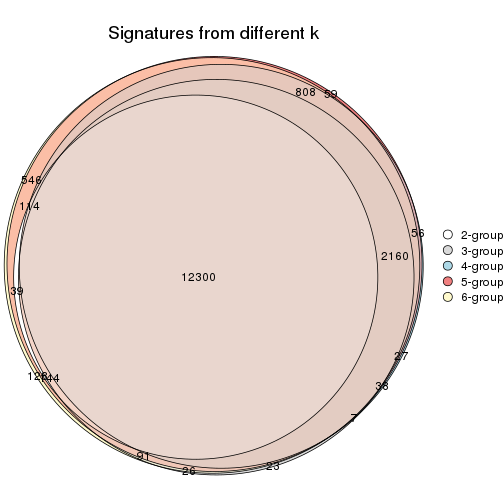 Signatures from different k
808
59
546
114
56
2160
12300
39
27
128
38
7
91
26
23
2-group
3-group
4-group
5-group
6-group